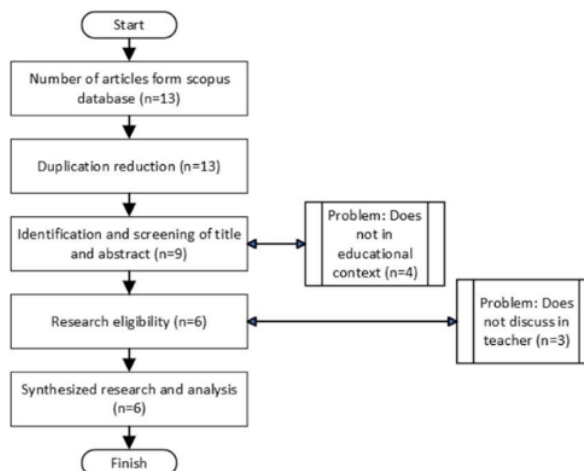 Start
Number of articles form scopus
database (n=13)
Duplication reduction (n=13)
Identification and screening of title
and abstract (n=9)
Problem: Does
not in
educational
context (n=4)
Research eligibility (n=6)
Problem: Does
not discuss in
teacher (n=3)
Synthesized research and analysis
(n=6)
Finish